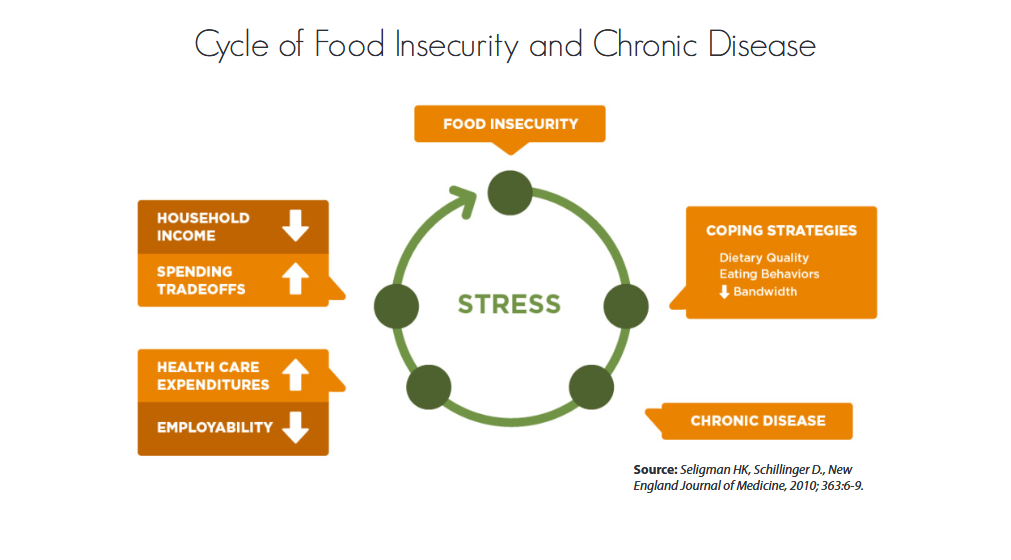 Cycle of Food Insecurity and Chronic Disease
FOOD INSECURITY
HOUSEHOLD
INCOME
SPENDING
TRADEOFFS
HEALTH CARE
EXPENDITURES
EMPLOYABILITY
STRESS
COPING STRATEGIES
Dietary Quality
Eating Behaviors
Bandwidth
CHRONIC DISEASE
Source: Seligman HK, Schillinger D., New
England Journal of Medicine, 2010; 363:6-9.